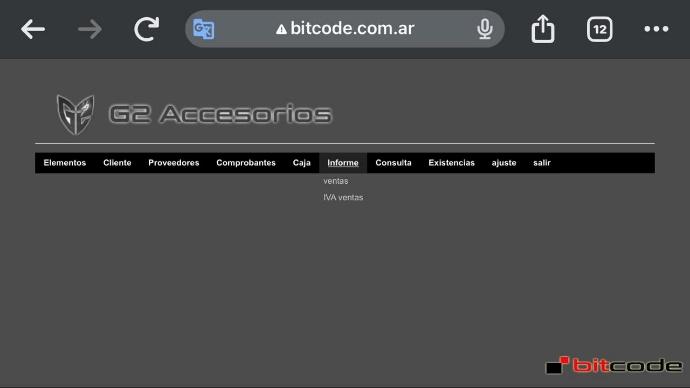 bitcode.com.ar
12
G2 Accesorios
Elementos Cliente Proveedores Comprobantes Caja Informe Consulta Existencias ajuste salir
ventas
IVA ventas
bitcode